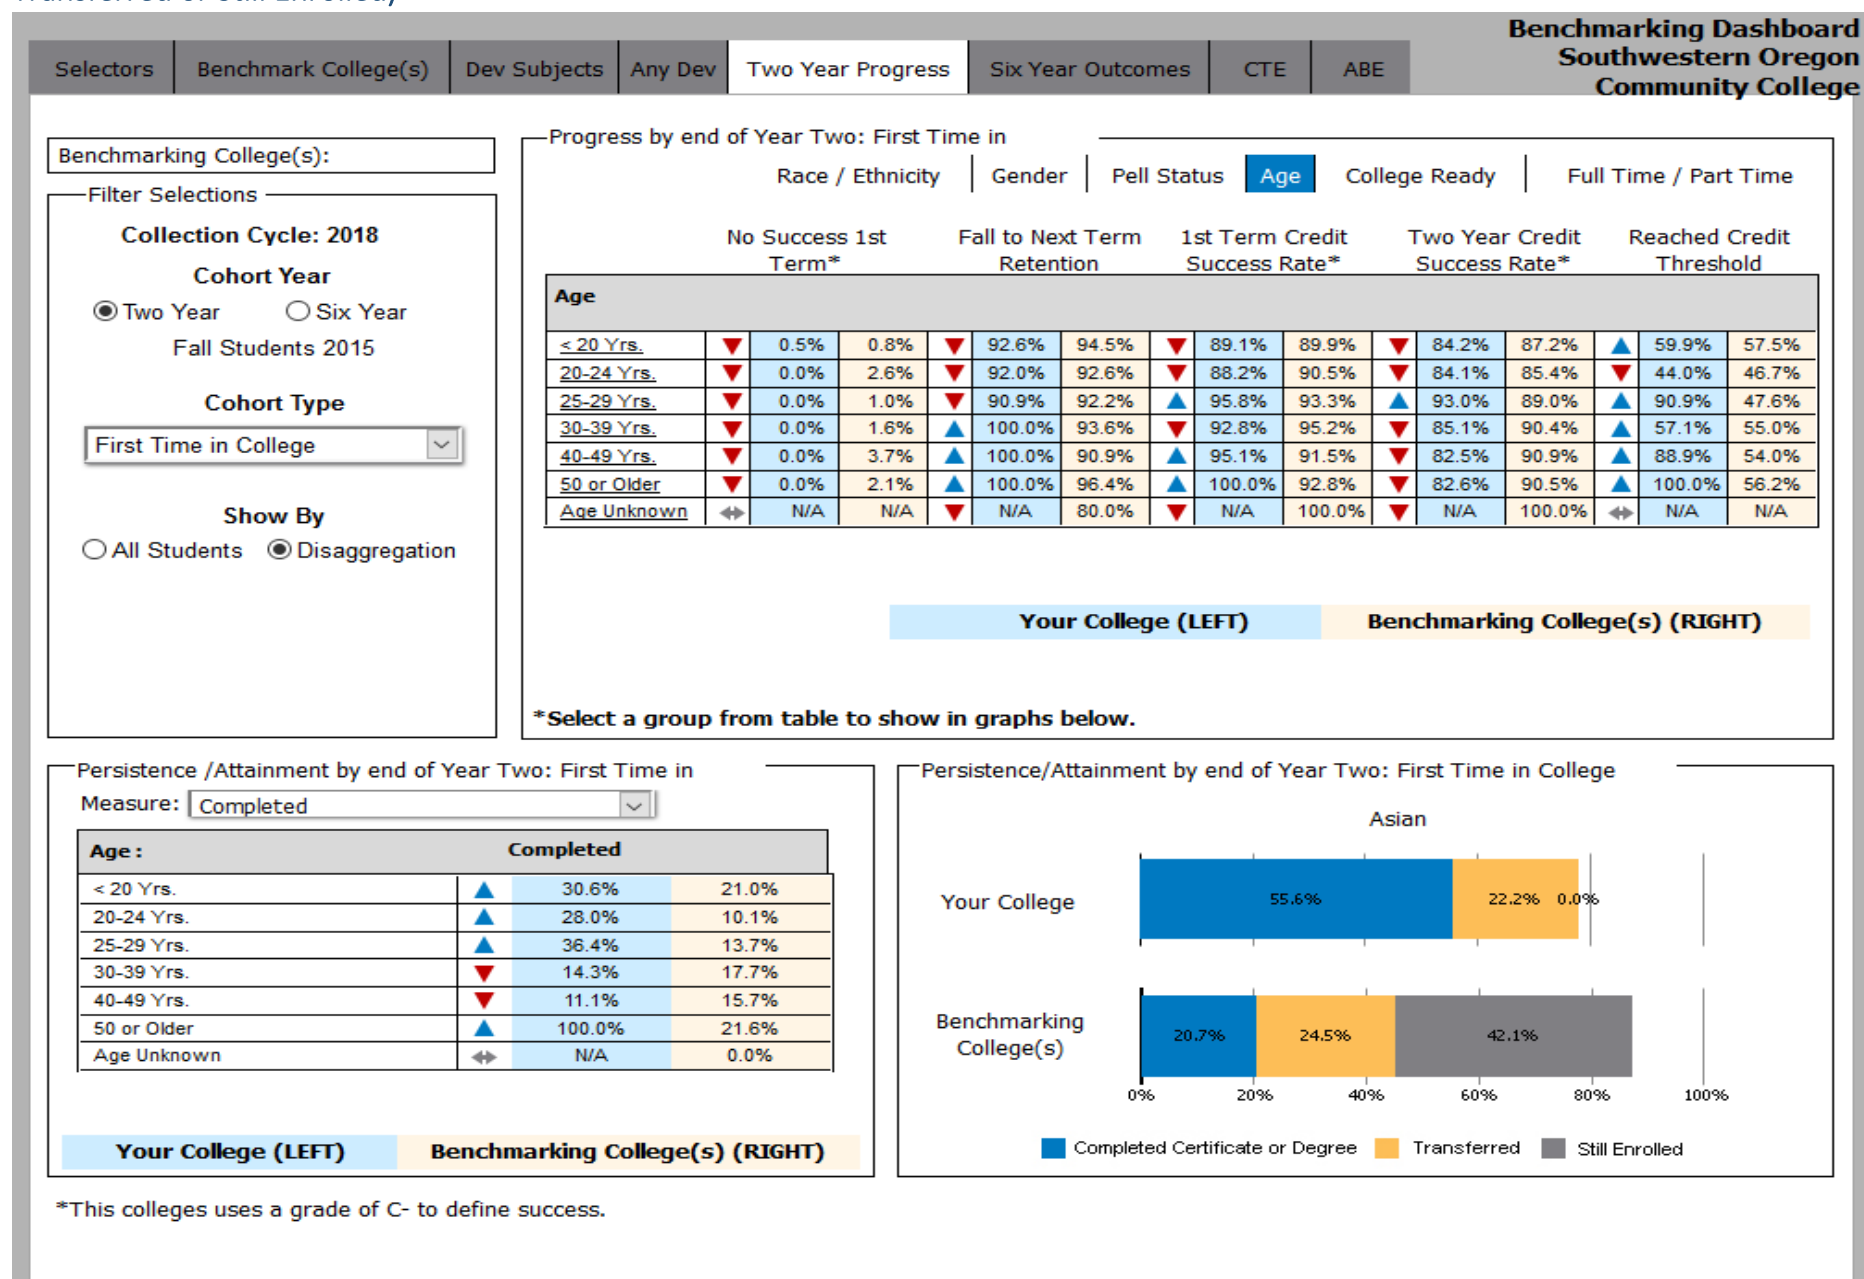 Benchmarking Dashboard
Southwestern Oregon
Community College
Selectors Benchmark College(s) Dev Subjects Any Dev Two Year Progress Six Year Outcomes CTE ABE
Benchmarking College(s):
Filter Selections
Collection Cycle: 2018
Cohort Year
Two Year Six Year
Fall Students 2015
Cohort Type
First Time in College
Show By
All Students Disaggregation
Progress by end of Year Two: First Time in
Race / Ethnicity Gender Pell Status Age College Ready Full Time / Part Time
No Success 1st Fall to Next Term 1st Term Credit Two Year Credit Reached Credit
Term* Retention Success Rate* Success Rate* Threshold
Age
< 20 Yrs. 0.5% 0.8% 92.6% 94.5% 89.1% 89.9% 84.2% 87.2% 59.9% 57.5%
20-24 Yrs. 0.0% 2.6% 92.0% 92.6% 88.2% 90.5% 84.1% 85.4% 44.0% 46.7%
25-29 Yrs. 0.0% 1.0% 90.9% 92.2% 95.8% 93.3% 93.0% 89.0% 90.9% 47.6%
30-39 Yrs. 0.0% 1.6% 100.0% 93.6% 92.8% 95.2% 85.1% 90.4% 57.1% 55.0%
40-49 Yrs. 0.0% 3.7% 100.0% 90.9% 95.1% 91.5% 82.5% 90.9% 88.9% 54.0%
50 or Older 0.0% 2.1% 100.0% 96.4% 100.0% 92.8% 82.6% 90.5% 100.0% 56.2%
Age Unknown N/A N/A N/A 80.0% N/A 100.0% N/A 100.0% N/A N/A
Your College (LEFT) Benchmarking College(s) (RIGHT)
*Select a group from table to show in graphs below.
Persistence /Attainment by end of Year Two: First Time in
Measure: Completed
Age : Completed
< 20 Yrs. 30.6% 21.0%
20-24 Yrs. 28.0% 10.1%
25-29 Yrs. 36.4% 13.7%
30-39 Yrs. 14.3% 17.7%
40-49 Yrs. 11.1% 15.7%
50 or Older 100.0% 21.6%
Age Unknown N/A 0.0%
Your College (LEFT) Benchmarking College(s) (RIGHT)
Persistence/Attainment by end of Year Two: First Time in College
Asian
Your College 55.6% 22.2% 0.0%
Benchmarking
College(s)
20.7% 24.5% 42.1%
0% 20% 40% 60% 80% 100%
Completed Certificate or Degree Transferred Still Enrolled
*This colleges uses a grade of C- to define success.